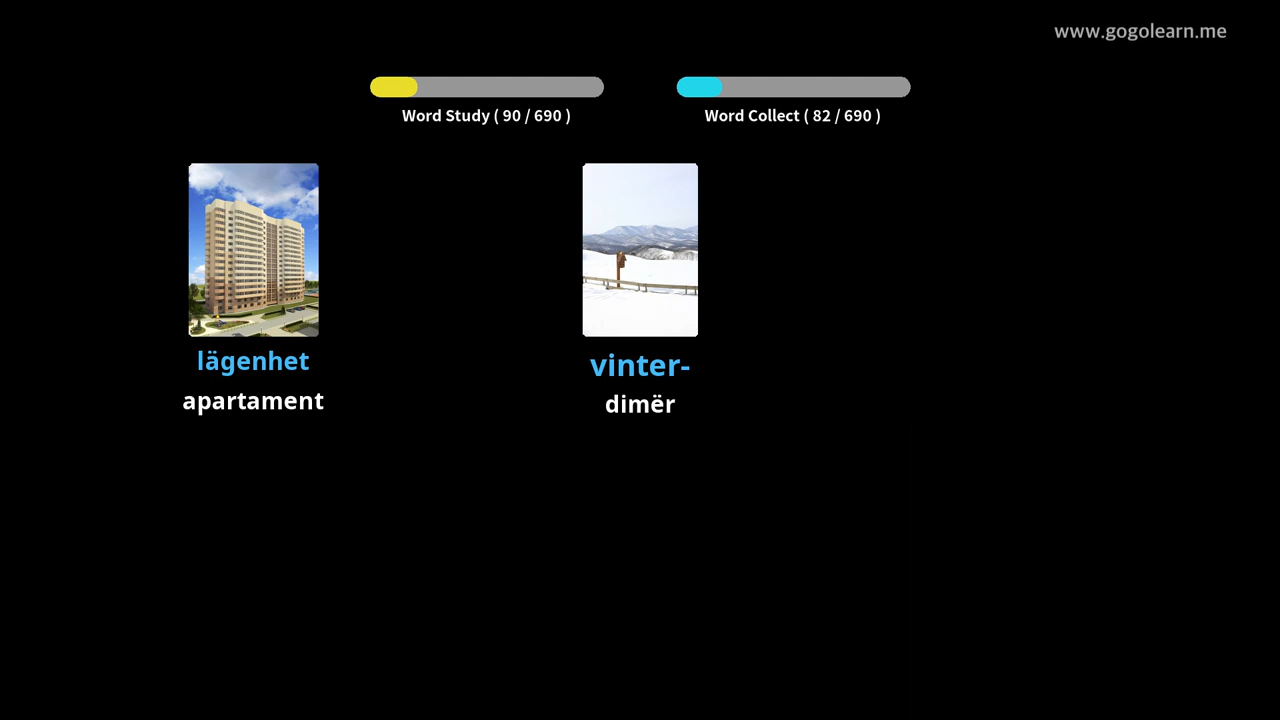 www.gogolearn.me
Word Study ( 90 / 690 )
Word Collect ( 82 / 690 )
lägenhet
apartament
vinter-
dimër